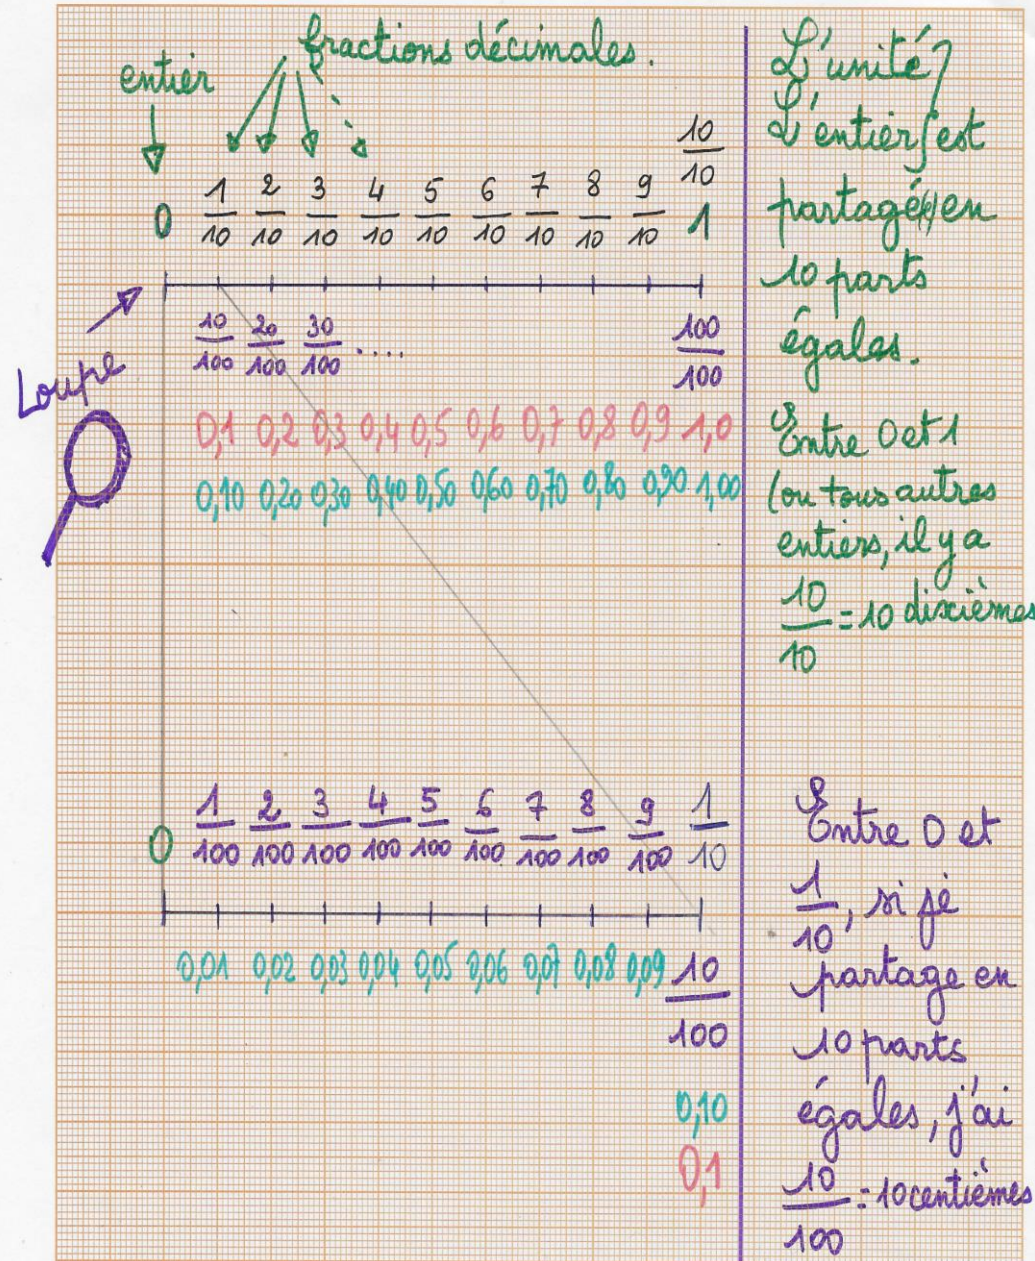 fractions décimales.
entier
10/10
0 1/10 2/10 3/10 4/10 5/10 6/10 7/10 8/10 9/10 1
10/100 20/100 30/100 .... 100/100
Loupe
0,1 0,2 0,3 0,4 0,5 0,6 0,7 0,8 0,9 1,0
0,10 0,20 0,30 0,40 0,50 0,60 0,70 0,80 0,90 1,00
0 1/100 2/100 3/100 4/100 5/100 6/100 7/100 8/100 9/100 1/10
0,01 0,02 0,03 0,04 0,05 0,06 0,07 0,08 0,09 10/100
0,10
0,1
L'unité
L'entier est
partagé(e) en
10 parts
égales.
Entre 0 et 1
(ou tous autres
entiers, il y a
10/10 = 10 dixièmes
Entre 0 et
1/10, si je
partage en
10 parts
égales, j'ai
10/100 = 10 centièmes